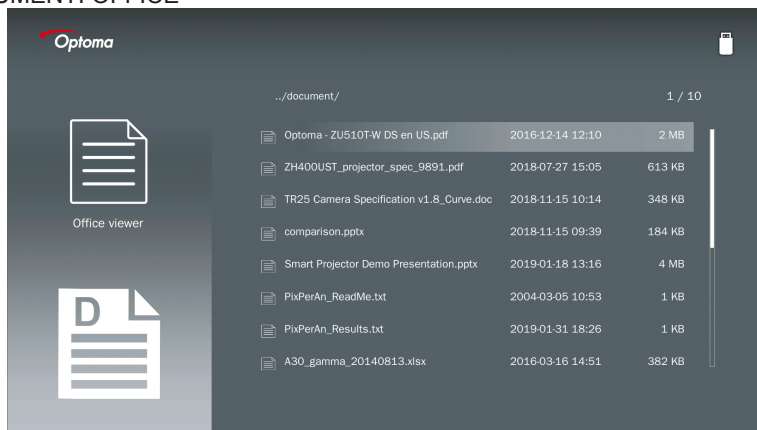 Optoma
../document/ 1 / 10
Optoma - ZU510T-W DS en US.pdf 2016-12-14 12:10 2 MB
ZH400UST_projector_spec_9891.pdf 2018-07-27 15:05 613 KB
TR25 Camera Specification v1.8_Curve.doc 2018-11-15 10:14 348 KB
Office viewer
comparison.pptx 2018-11-15 09:39 184 KB
Smart Projector Demo Presentation.pptx 2019-01-18 13:16 4 MB
PixPerAn_ReadMe.txt 2004-03-05 10:53 1 KB
D
PixPerAn_Results.txt 2019-01-31 18:26 1 KB
A30_gamma_20140813.xlsx 2016-03-16 14:51 382 KB